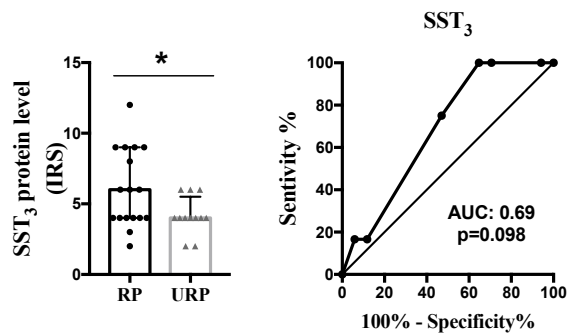 SST3
*
SST3 protein level
(IRS)
15
10
5
0
RP
URP
Sentivity %
100
80
60
40
20
0
AUC: 0.69
p=0.098
0
20
40
60
80
100
100% - Specificity%